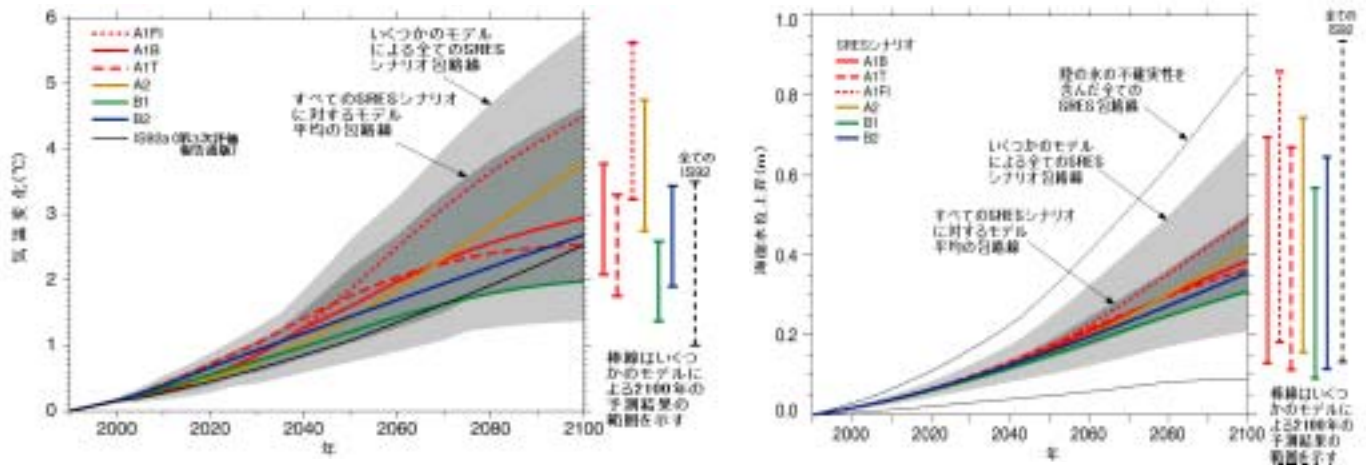 6
5
4
3
2
1
0
気温変化(℃)
A1FI
A1B
A1T
A2
B1
B2
いくつかのモデル
による全てのSRES
シナリオ包絡線
すべてのSRESシナリオ
に対するモデル
平均の包絡線
2000
2020
2040
2060
2080
2100
年
全ての
IS92
棒線はいくつ
かのモデルに
よる2100年の
予測結果の
範囲を示す
1.0
0.8
0.6
0.4
0.2
0.0
海面水位上昇(m)
SRESシナリオ
A1B
A1T
A1FI
A2
B1
B2
陸の氷の不確実性を
含んだ全ての
SRES包絡線
いくつかのモデル
による全てのSRES
シナリオ包絡線
すべてのSRESシナリオ
に対するモデル
平均の包絡線
2000
2020
2040
2060
2080
2100
年
全ての
IS92
棒線はいくつ
かのモデルに
よる2100年の
予測結果の
範囲を示す